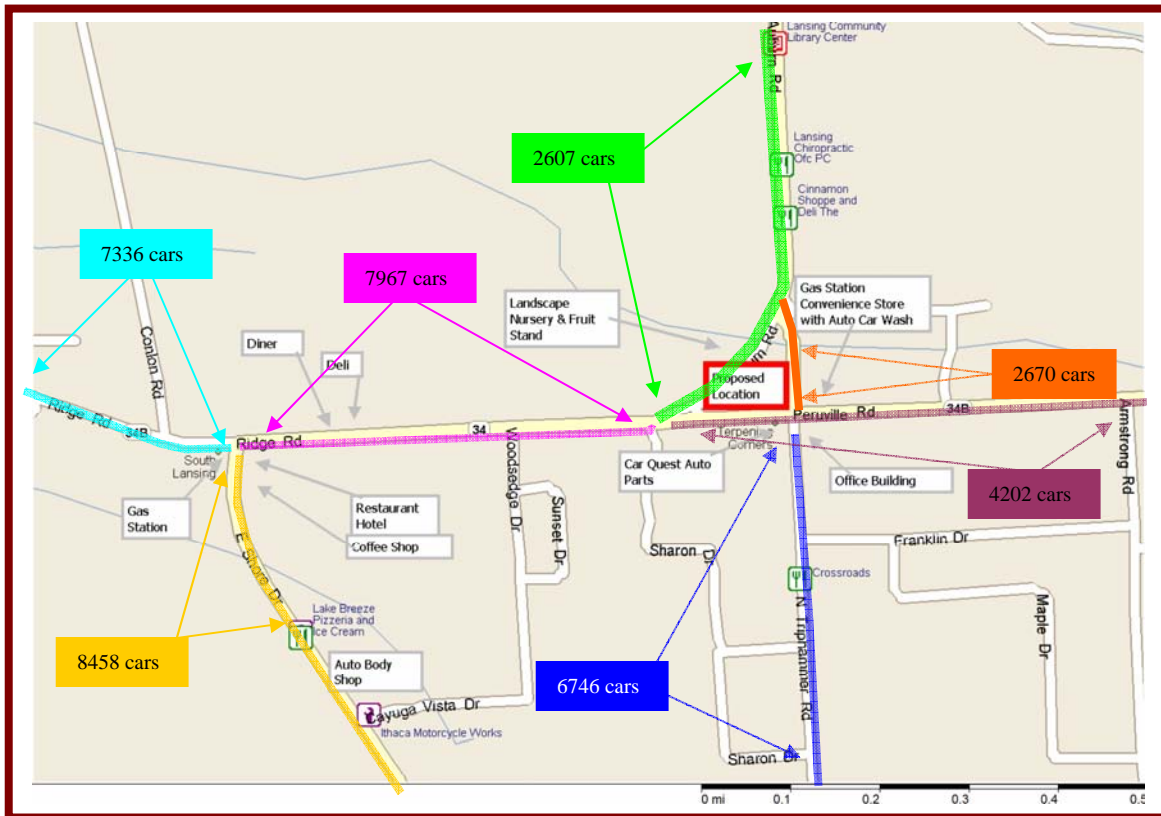 Lansing Community
Library Center
Auburn Rd
2607 cars
Lansing
Chiropractic
Ofc PC
Cinnamon
Shoppe and
Deli The
7336 cars
7967 cars
Gas Station
Convenience Store
with Auto Car Wash
Landscape
Nursery & Fruit
Stand
Conlon Rd
Diner
Deli
Proposed
Location
Rd
2670 cars
Ridge Rd
34B
Ridge Rd
34
Peruville Rd
34B
South
Lansing
Woodsedge Dr
Terpeni
Corners
Armstrong Rd
Car Quest Auto
Parts
Office Building
4202 cars
Gas
Station
Restaurant
Hotel
Coffee Shop
Sunset Dr
Sharon Dr
Franklin Dr
E Shore Dr
Crossroads
N Triphammer Rd
Maple Dr
Lake Breeze
Pizzeria and
Ice Cream
8458 cars
Auto Body
Shop
6746 cars
Cayuga Vista Dr
Ithaca Motorcycle Works
Sharon Dr
0 mi
0.1
0.2
0.3
0.4
0.5